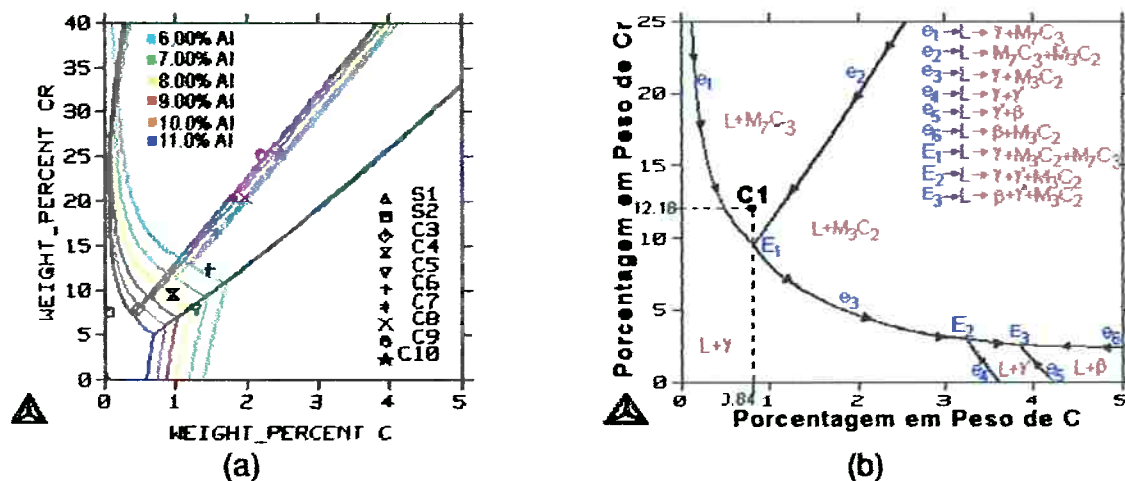 40
35
30
25
20
15
10
5
0
WEIGHT_PERCENT CR
6.00% Al
7.00% Al
8.00% Al
9.00% Al
10.0% Al
11.0% Al
S1
S2
C3
C4
C5
C6
C7
C8
C9
C10
0 1 2 3 4 5
WEIGHT_PERCENT C
(a)
25
20
15
12.18
10
5
0
Porcentagem em Peso de Cr
e1 → L → γ+M7C3
e2 → L → M7C3+M3C2
e3 → L → γ+M3C2
e4 → L → γ+γ'
e5 → L → γ'+β
e6 → L → β+M3C2
E1 → L → γ+M3C2+M7C3
E2 → L → γ+γ'+M3C2
E3 → L → β+γ'+M3C2
e1
e2
L+M7C3
C1
L+M3C2
E1
e3
L+γ
E2
E3
e6
e4
L+γ'
e5
L+β
0 0.84 1 2 3 4 5
Porcentagem em Peso de C
(b)